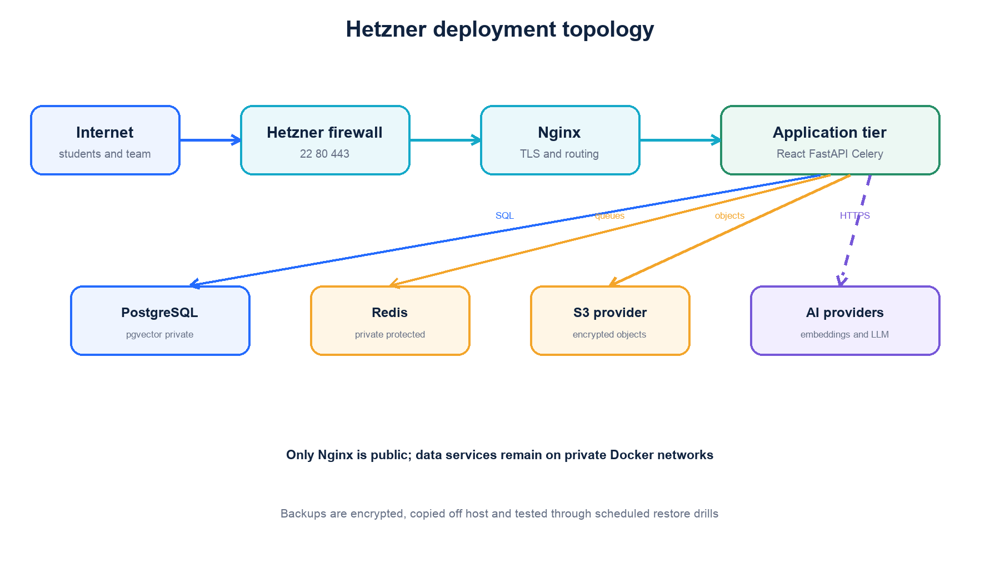 Hetzner deployment topology
Internet
students and team
Hetzner firewall
22 80 443
Nginx
TLS and routing
Application tier
React FastAPI Celery
SQL
queues
objects
HTTPS
PostgreSQL
pgvector private
Redis
private protected
S3 provider
encrypted objects
AI providers
embeddings and LLM
Only Nginx is public; data services remain on private Docker networks
Backups are encrypted, copied off host and tested through scheduled restore drills